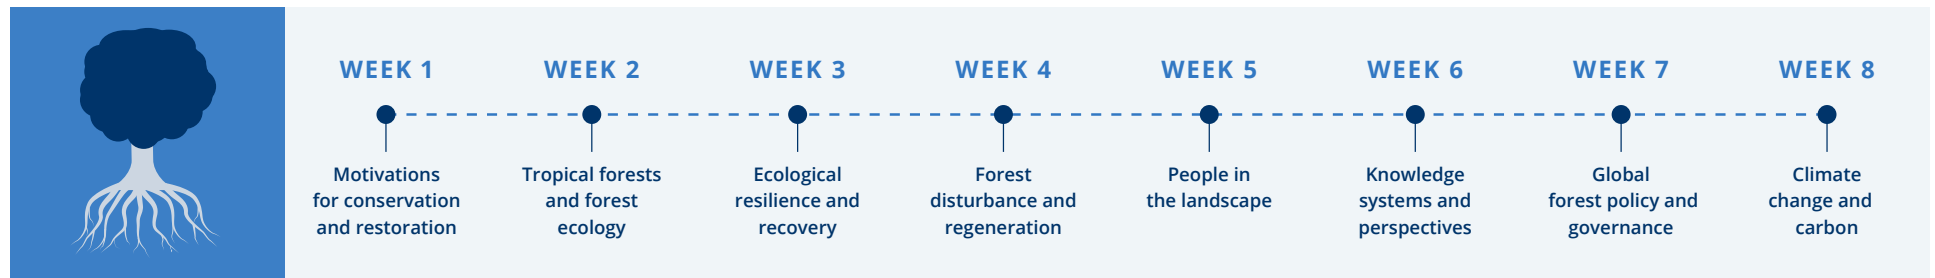 WEEK 1
Motivations
for conservation
and restoration
WEEK 2
Tropical forests
and forest
ecology
WEEK 3
Ecological
resilience and
recovery
WEEK 4
Forest
disturbance and
regeneration
WEEK 5
People in
the landscape
WEEK 6
Knowledge
systems and
perspectives
WEEK 7
Global
forest policy and
governance
WEEK 8
Climate
change and
carbon